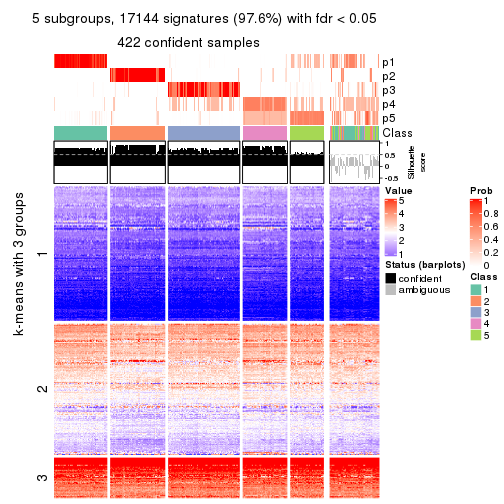 5 subgroups, 17144 signatures (97.6%) with fdr < 0.05
422 confident samples
p1
p2
p3
p4
p5
Class
1
0.5
0
-0.5
Silhouette
score
k-means with 3 groups
1
2
3
Value
5
4
3
2
1
Status (barplots)
confident
ambiguous
Prob
1
0.8
0.6
0.4
0.2
0
Class
1
2
3
4
5